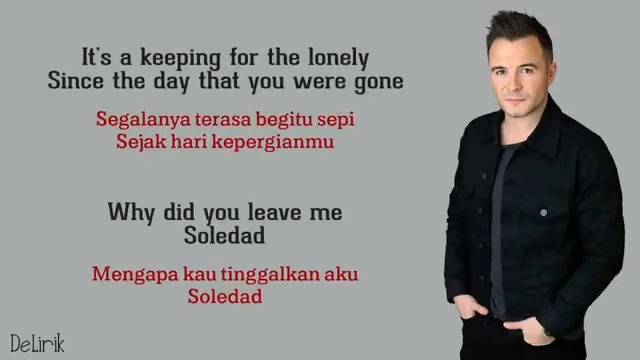 It's a keeping for the lonely
Since the day that you were gone
Segalanya terasa begitu sepi
Sejak hari kepergianmu
Why did you leave me
Soledad
Mengapa kau tinggalkan aku
Soledad
DeLirik